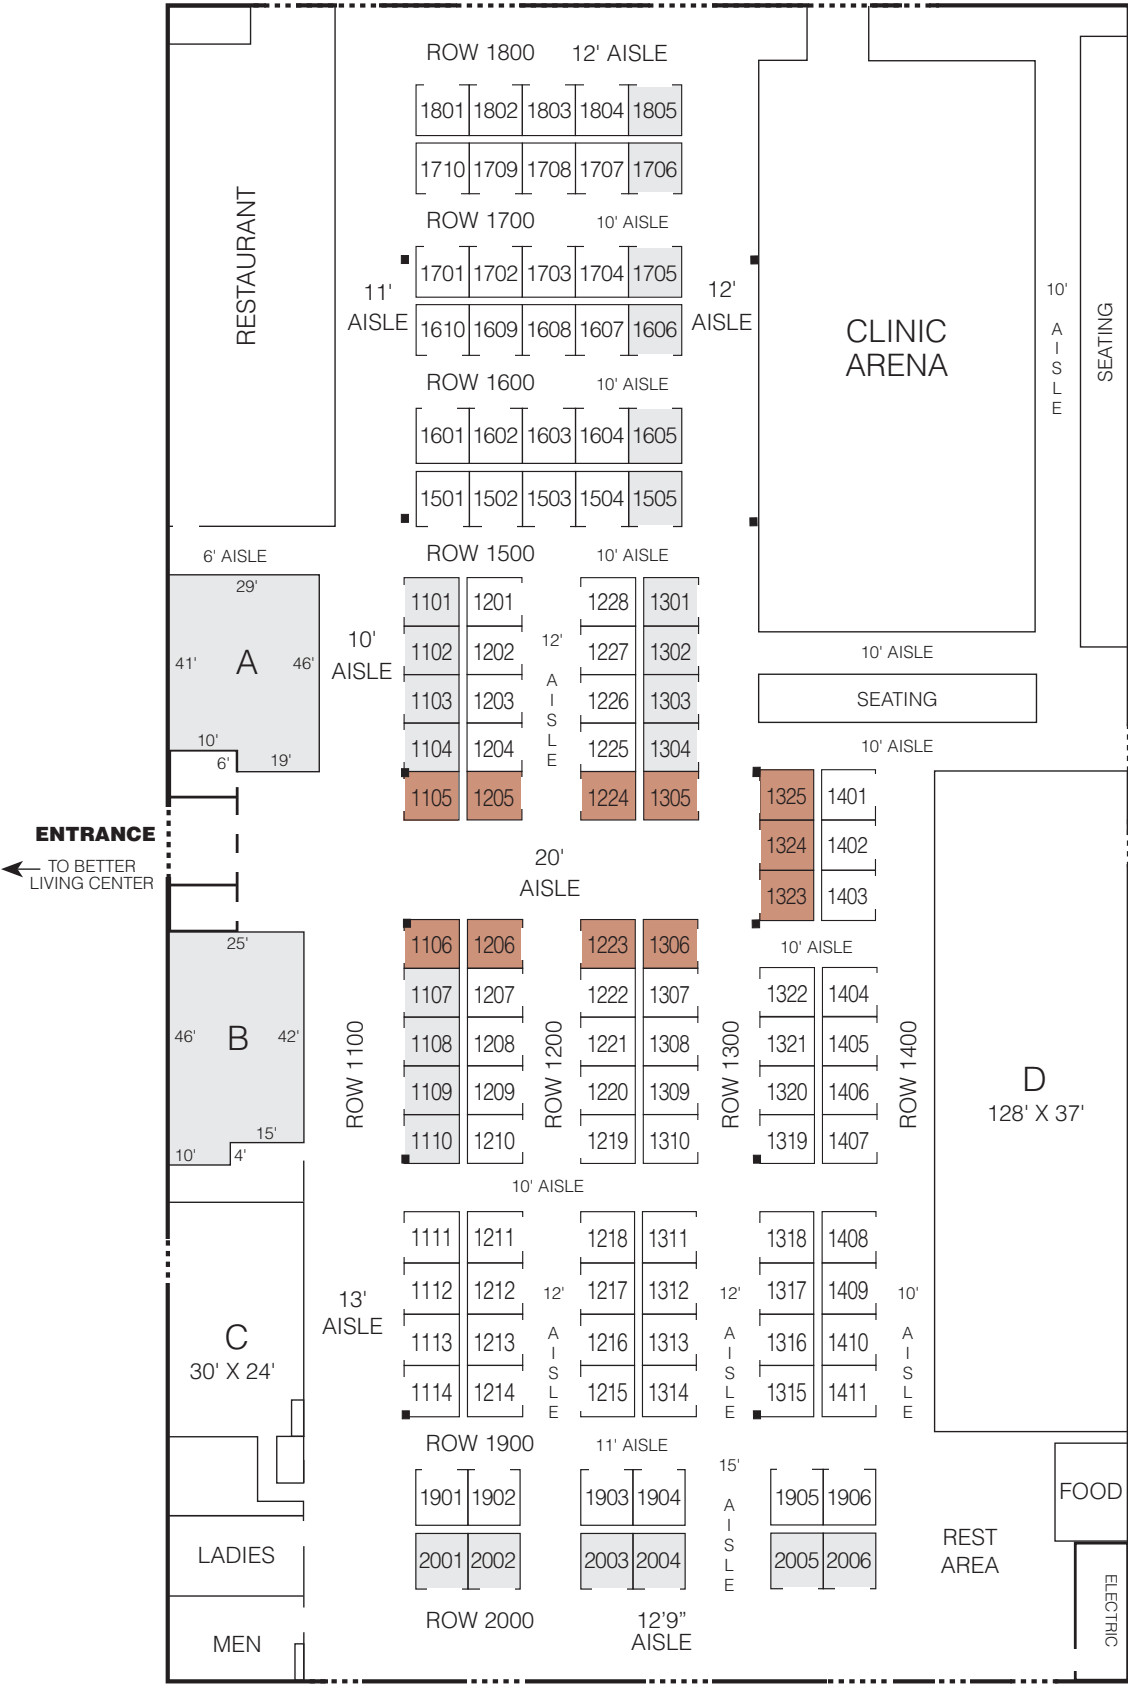 ROW 1800 12' AISLE
1801 1802 1803 1804 1805
1710 1709 1708 1707 1706
ROW 1700 10' AISLE
1701 1702 1703 1704 1705
1610 1609 1608 1607 1606
ROW 1600 10' AISLE
1601 1602 1603 1604 1605
1501 1502 1503 1504 1505
ROW 1500 10' AISLE
RESTAURANT
11'
AISLE
12'
AISLE
CLINIC
ARENA
10'
AISLE
SEATING
6' AISLE
29'
41'
A
46'
10'
6'
19'
10'
AISLE
1101 1201
1102 1202
1103 1203
1104 1204
1105 1205
12'
AISLE
1228 1301
1227 1302
1226 1303
1225 1304
1224 1305
10' AISLE
SEATING
10' AISLE
1325 1401
1324 1402
1323 1403
10' AISLE
ENTRANCE
TO BETTER
LIVING CENTER
20'
AISLE
25'
46'
B
42'
15'
10'
4'
ROW 1100
1106 1206
1107 1207
1108 1208
1109 1209
1110 1210
ROW 1200
1223 1306
1222 1307
1221 1308
1220 1309
1219 1310
ROW 1300
1322 1404
1321 1405
1320 1406
1319 1407
ROW 1400
D
128' X 37'
10' AISLE
C
30' X 24'
13'
AISLE
1111 1211
1112 1212
1113 1213
1114 1214
12'
AISLE
1218 1311
1217 1312
1216 1313
1215 1314
12'
AISLE
1318 1408
1317 1409
1316 1410
1315 1411
10'
AISLE
ROW 1900 11' AISLE
1901 1902 1903 1904 1905 1906
2001 2002 2003 2004 2005 2006
15'
AISLE
ROW 2000
12'9"
AISLE
LADIES
MEN
REST
AREA
FOOD
ELECTRIC